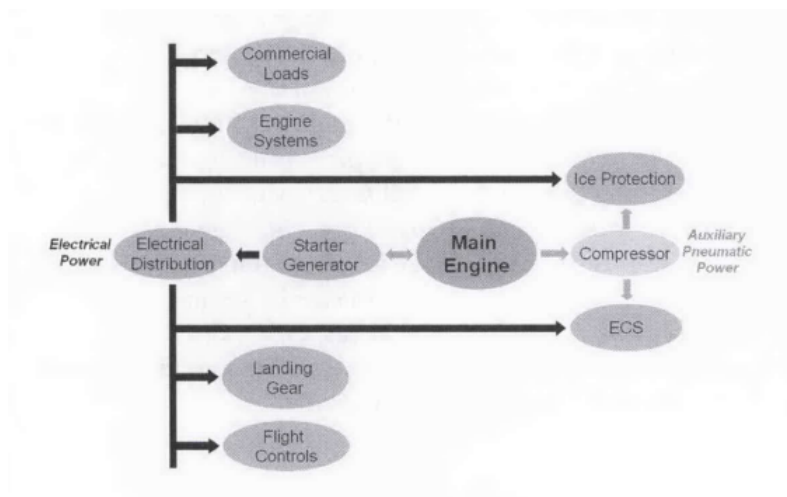 Commercial
Loads
Engine
Systems
Ice Protection
Electrical
Power
Electrical
Distribution
Starter
Generator
Main
Engine
Compressor
Auxiliary
Pneumatic
Power
ECS
Landing
Gear
Flight
Controls